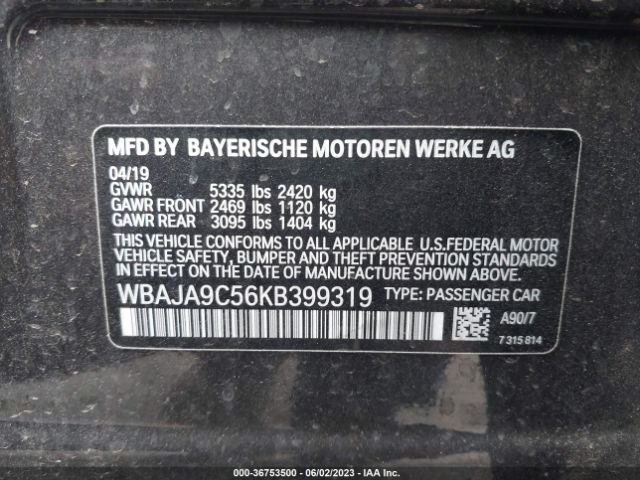 MFD BY BAYERISCHE MOTOREN WERKE AG
04/19
GVWR 5335 lbs 2420 kg
GAWR FRONT 2469 lbs 1120 kg
GAWR REAR 3095 lbs 1404 kg
THIS VEHICLE CONFORMS TO ALL APPLICABLE U.S.FEDERAL MOTOR
VEHICLE SAFETY, BUMPER, AND THEFT PREVENTION STANDARDS
IN EFFECT ON THE DATE OF MANUFACTURE SHOWN ABOVE.
WBAJA9C56KB399319 TYPE: PASSENGER CAR
A90/7
7 315 814
000-36753500 - 06/02/2023 - IAA Inc.